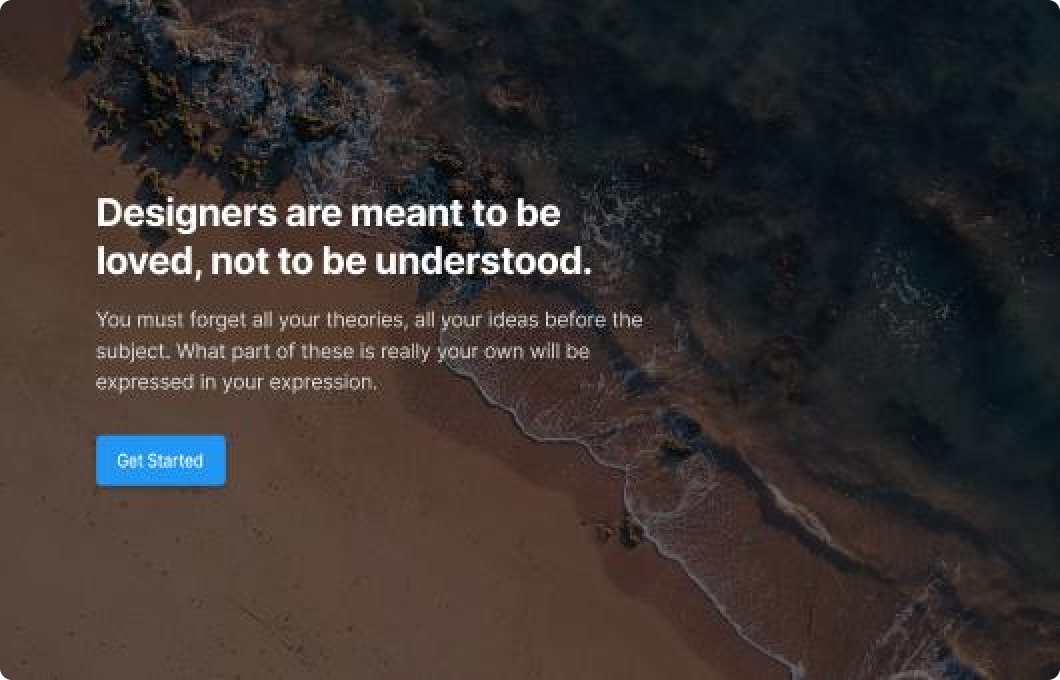 Designers are meant to be
loved, not to be understood.
You must forget all your theories, all your ideas before the
subject. What part of these is really your own will be
expressed in your expression.
Get Started